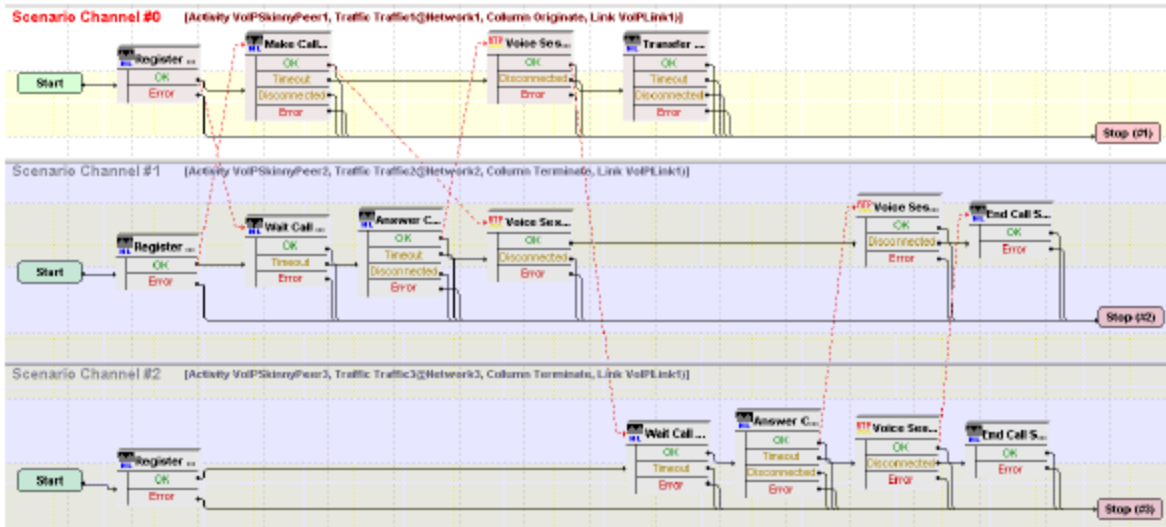 Scenario Channel #0 [Activity VoIPSkinnyPeer1, Traffic Traffic1@Network1, Column Originate, Link VoIPLink1)]
Start
Register ...
OK
Error
Make Call...
OK
Timeout
Disconnected
Error
RTP Voice Ses...
OK
Disconnected
Error
Transfer ...
OK
Timeout
Disconnected
Error
Stop (#1)
Scenario Channel #1 [Activity VoIPSkinnyPeer2, Traffic Traffic2@Network2, Column Terminate, Link VoIPLink1)]
Start
Register ...
OK
Error
Wait Call ...
OK
Timeout
Error
Answer C...
OK
Timeout
Disconnected
Error
RTP Voice Ses...
OK
Disconnected
Error
RTP Voice Ses...
OK
Disconnected
Error
End Call S...
OK
Error
Stop (#2)
Scenario Channel #2 [Activity VoIPSkinnyPeer3, Traffic Traffic3@Network3, Column Terminate, Link VoIPLink1)]
Start
Register ...
OK
Error
Wait Call ...
OK
Timeout
Error
Answer C...
OK
Timeout
Disconnected
Error
RTP Voice Ses...
OK
Disconnected
Error
End Call S...
OK
Error
Stop (#3)